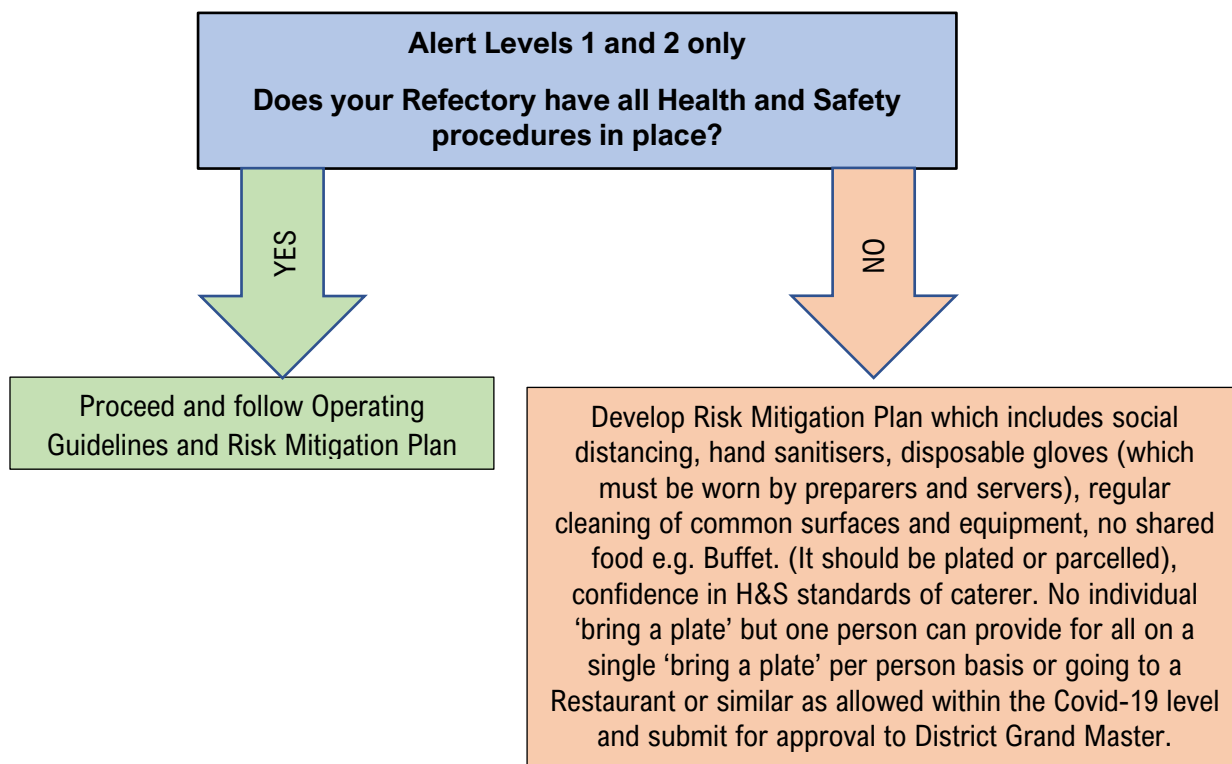 Alert Levels 1 and 2 only
Does your Refectory have all Health and Safety
procedures in place?
YES
NO
Proceed and follow Operating
Guidelines and Risk Mitigation Plan
Develop Risk Mitigation Plan which includes social
distancing, hand sanitisers, disposable gloves (which
must be worn by preparers and servers), regular
cleaning of common surfaces and equipment, no shared
food e.g. Buffet. (It should be plated or parcelled),
confidence in H&S standards of caterer. No individual
‘bring a plate’ but one person can provide for all on a
single ‘bring a plate’ per person basis or going to a
Restaurant or similar as allowed within the Covid-19 level
and submit for approval to District Grand Master.